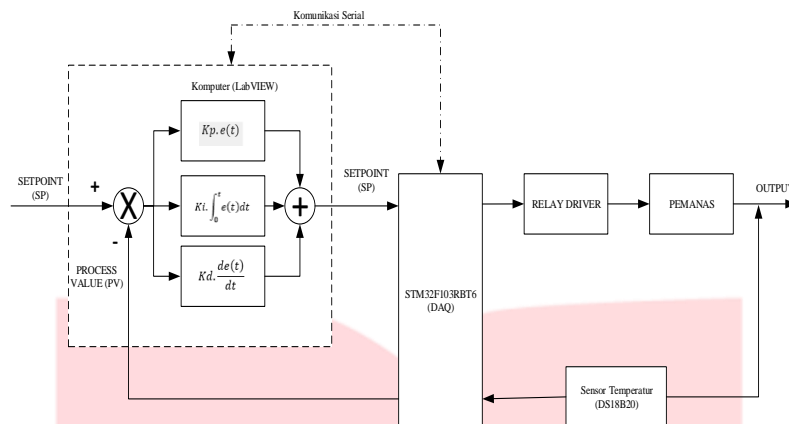 Komunikasi Serial
Komputer (LabVIEW)
Kp.e(t)
SETPOINT
(SP)
+
X
-
Ki.∫₀ᵗ e(t)dt
+
SETPOINT
(SP)
RELAY DRIVER
PEMANAS
OUTPUT
PROCESS
VALUE (PV)
Kd.de(t)/dt
STM32F103RBT6
(DAQ)
Sensor Temperatur
(DS18B20)